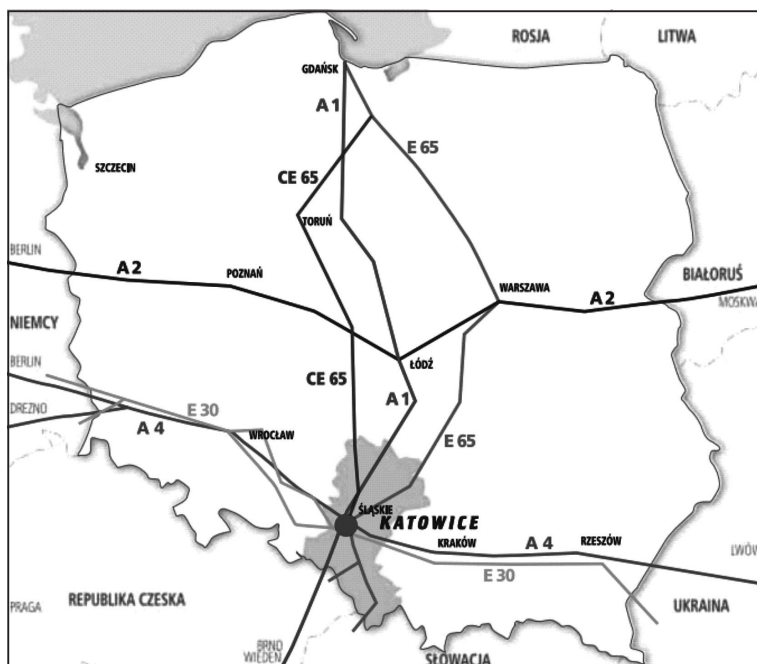 ROSJA
LITWA
GDAŃSK
A 1
E 65
SZCZECIN
CE 65
TORUŃ
BERLIN
A 2
POZNAŃ
WARSZAWA
A 2
BIAŁORUŚ
MOSKWA
NIEMCY
BERLIN
ŁÓDŹ
CE 65
A 1
E 30
DREZNO
A 4
WROCŁAW
E 65
ŚLĄSKIE
KATOWICE
KRAKÓW
A 4
RZESZÓW
LWÓW
E 30
REPUBLIKA CZESKA
PRAGA
UKRAINA
BRNO
WIEDEŃ
SŁOWACJA